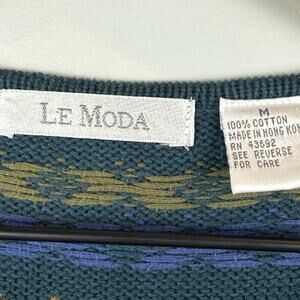 LE MODA
M
100% COTTON
MADE IN HONG KONG
RN 43692
SEE REVERSE
FOR CARE